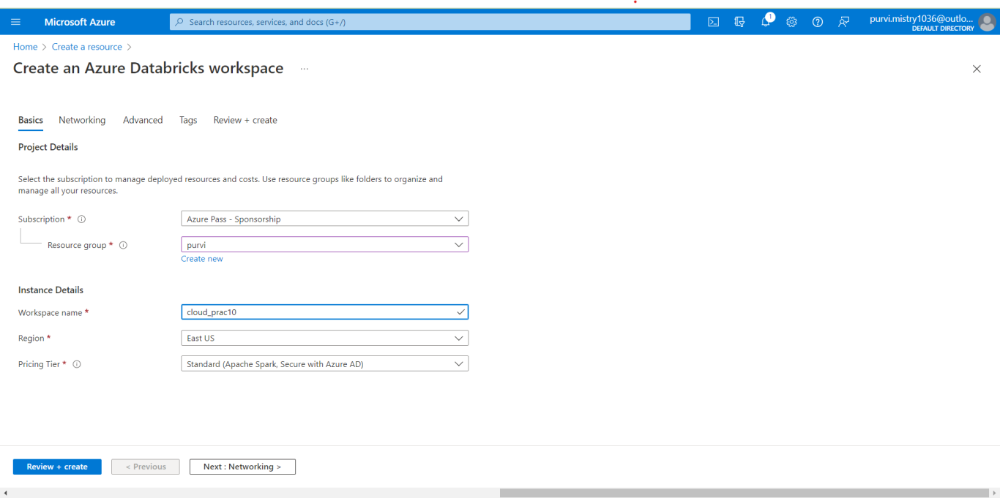 Microsoft Azure
Search resources, services, and docs (G+/)
1
purvi.mistry1036@outlo...
DEFAULT DIRECTORY
Home > Create a resource >
Create an Azure Databricks workspace ...
Basics Networking Advanced Tags Review + create
Project Details
Select the subscription to manage deployed resources and costs. Use resource groups like folders to organize and
manage all your resources.
Subscription * Azure Pass - Sponsorship
Resource group * purvi
Create new
Instance Details
Workspace name * cloud_prac10
Region * East US
Pricing Tier * Standard (Apache Spark, Secure with Azure AD)
Review + create < Previous Next : Networking >